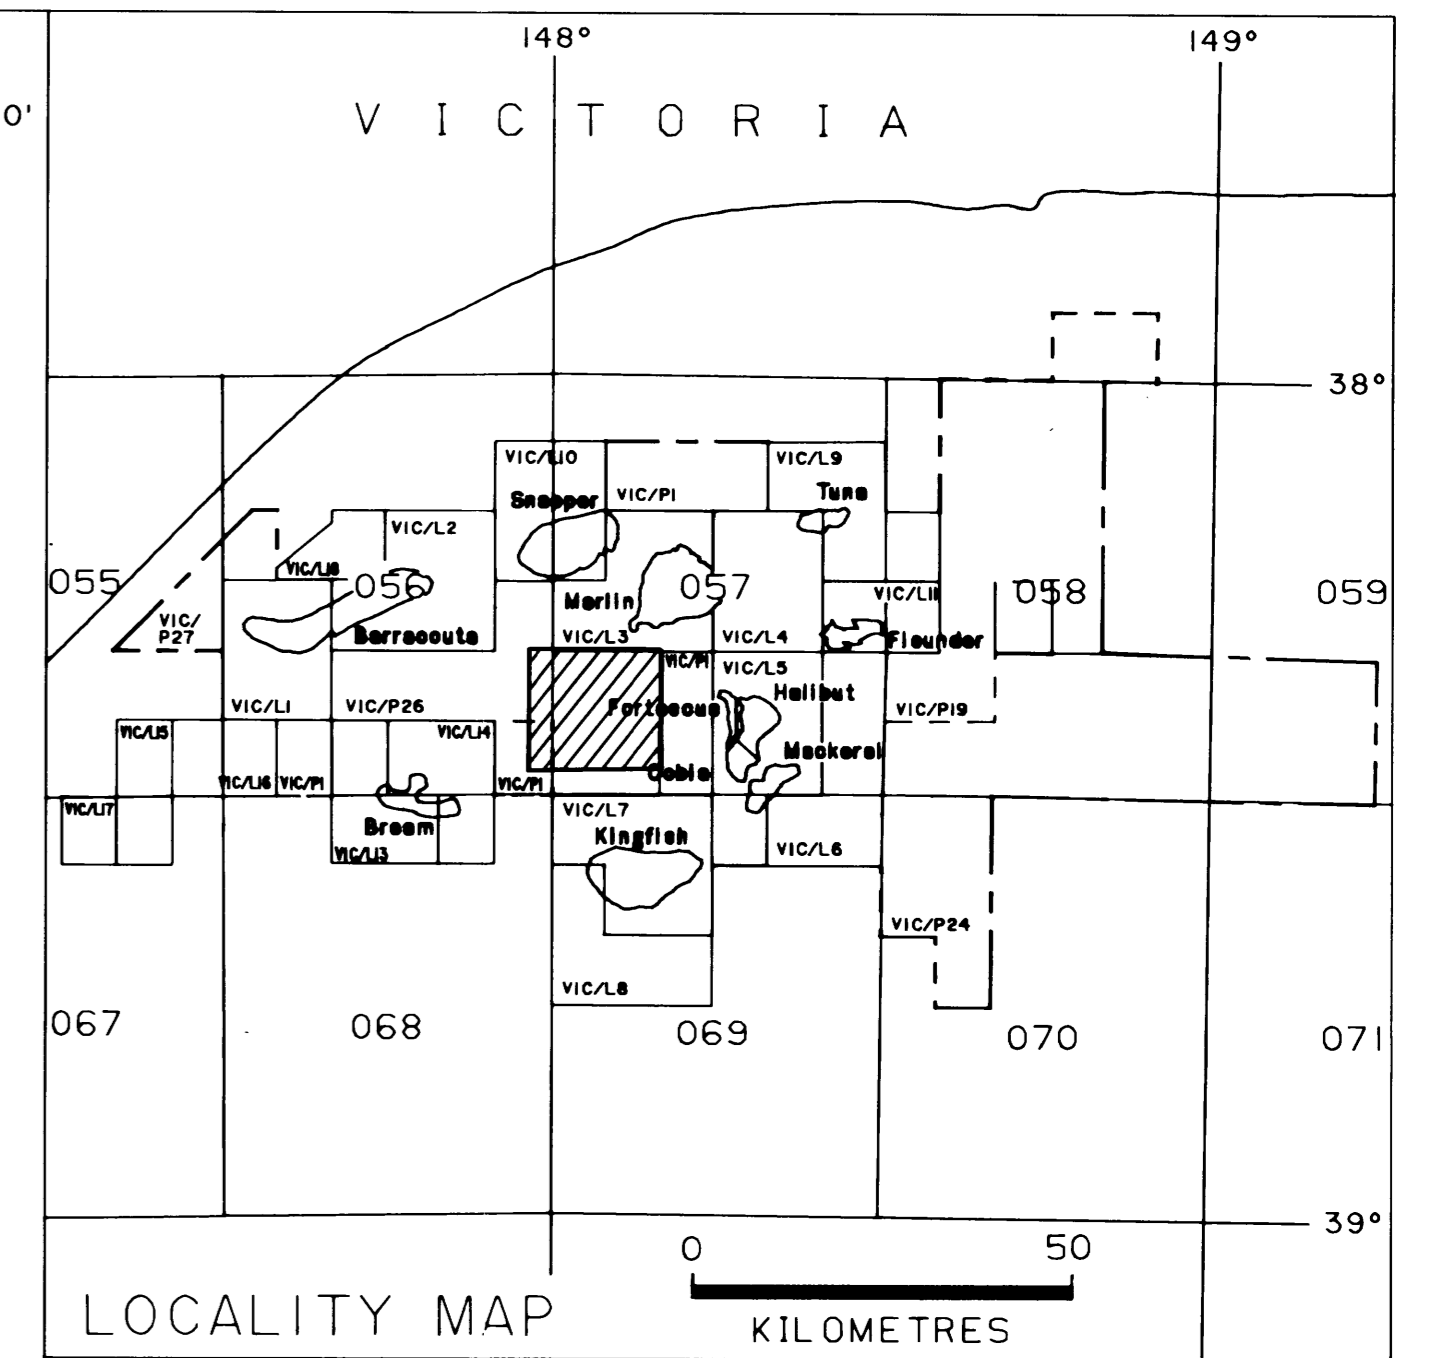 148°
149°
0'
VICTORIA
38°
VIC/L10
VIC/L9
Snapper
VIC/P1
Tuna
VIC/L2
055
VIC/L18
056
057
VIC/L11
058
059
Marlin
VIC/
P27
Barracouta
VIC/L3
VIC/L4
Flounder
VIC/P1
VIC/L5
Halibut
VIC/L1
VIC/P26
Fortescue
VIC/P19
VIC/L15
VIC/L14
Mackerel
Cobia
VIC/L16
VIC/P1
VIC/P1
VIC/L17
VIC/L7
Bream
Kingfish
VIC/L13
VIC/L6
VIC/P24
VIC/L8
067
068
069
070
071
39°
0
50
LOCALITY MAP
KILOMETRES